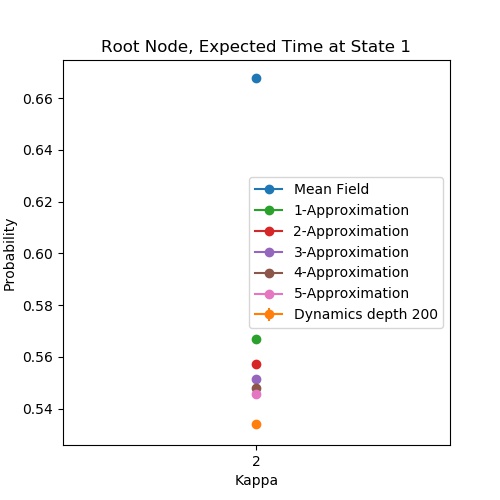 Root Node, Expected Time at State 1
Probability
0.66
0.64
0.62
0.60
0.58
0.56
0.54
Mean Field
1-Approximation
2-Approximation
3-Approximation
4-Approximation
5-Approximation
Dynamics depth 200
2
Kappa